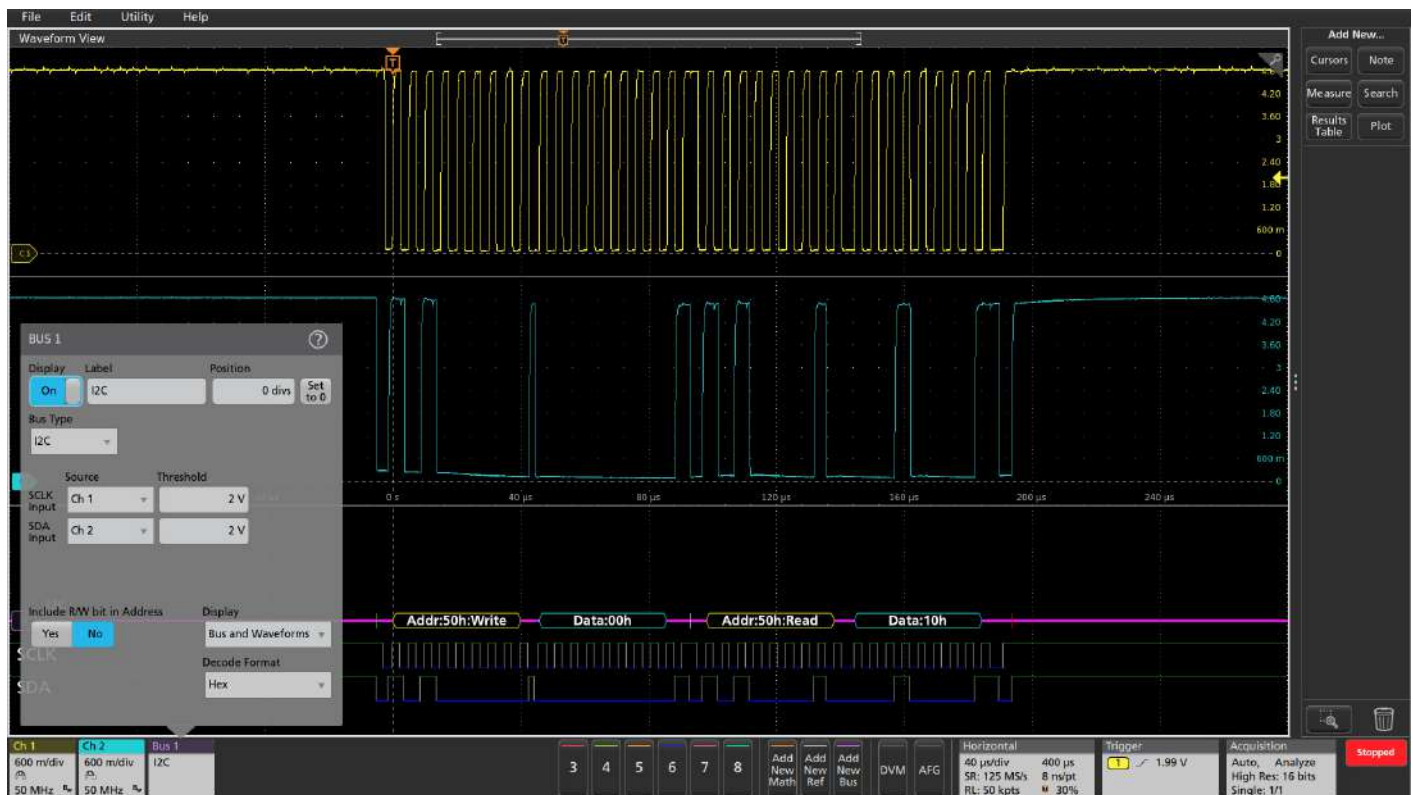 File Edit Utility Help
Waveform View
Add New...
Cursors Note
Measure Search
Results Table Plot
T
T
4.20
3.60
3
2.40
1.80
1.20
600 m
0
C1
4.80
4.20
3.60
3
2.40
1.80
1.20
600 m
0
0 s 40 µs 80 µs 120 µs 160 µs 200 µs 240 µs
BUS 1 ?
Display Label Position
On I2C 0 divs Set to 0
Bus Type
I2C
Source Threshold
SCLK Input Ch 1 2 V
SDA Input Ch 2 2 V
Include R/W bit in Address Display
Yes No Bus and Waveforms
Decode Format
Hex
Addr:50h:Write Data:00h Addr:50h:Read Data:10h
SCLK
SDA
Ch 1 Ch 2 Bus 1
600 m/div 600 m/div I2C
50 MHz 50 MHz
3 4 5 6 7 8
Add New Math Add New Ref Add New Bus
DVM AFG
Horizontal
40 µs/div 400 µs
SR: 125 MS/s 8 ns/pt
RL: 50 kpts 30%
Trigger
1 1.99 V
Acquisition
Auto, Analyze
High Res: 16 bits
Single: 1/1
Stopped